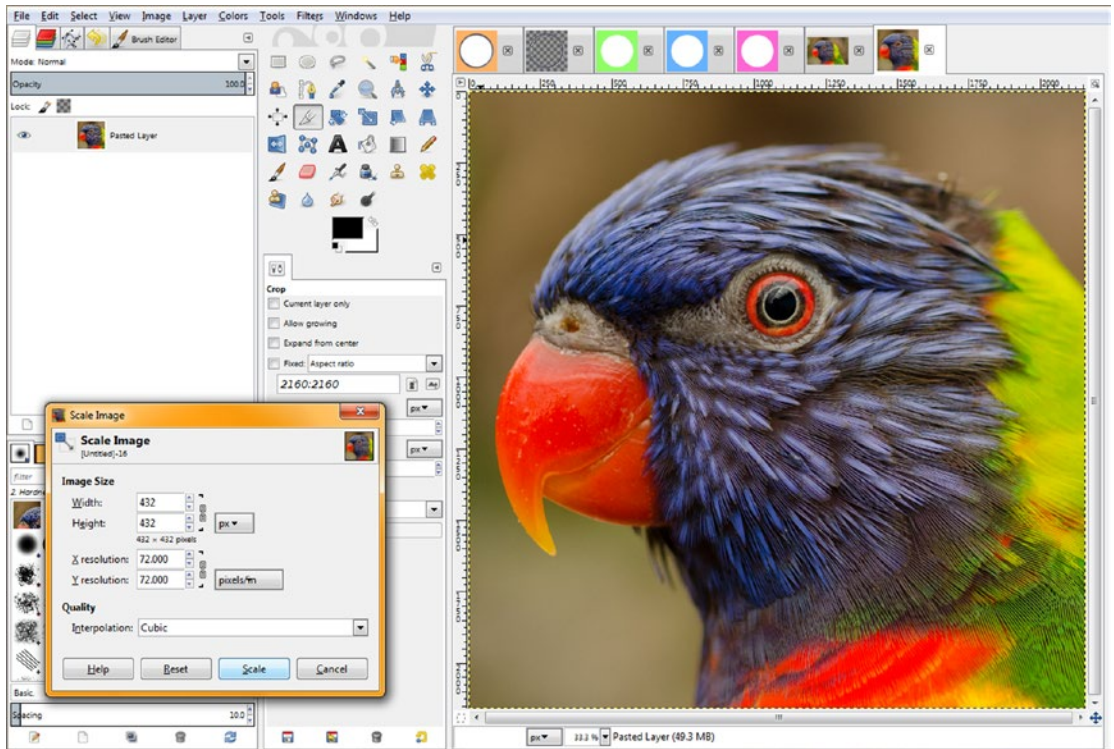 File Edit Select View Image Layer Colors Tools Filters Windows Help
Brush Editor
Mode: Normal
Opacity 100.0
Lock:
Pasted Layer
Crop
Current layer only
Allow growing
Expand from center
Fixed: Aspect ratio
2160:2160
px
px
Scale Image
Scale Image
[Untitled]-16
Image Size
Width: 432
Height: 432 px
432 × 432 pixels
X resolution: 72.000
Y resolution: 72.000 pixels/in
Quality
Interpolation: Cubic
Help Reset Scale Cancel
filter
Basic
Spacing 10.0
0 250 500 750 1000 1250 1500 1750 2000
px 33.3 % Pasted Layer (49.3 MB)